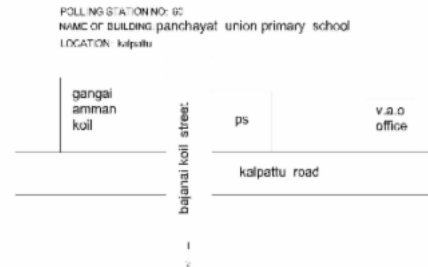 POLLING STATION NO: 60
NAME OF BUILDING: panchayat union primary school
LOCATION: kalpattu
gangai
amman
koil
bajanai koil street
ps
v.a.o
office
kalpattu road